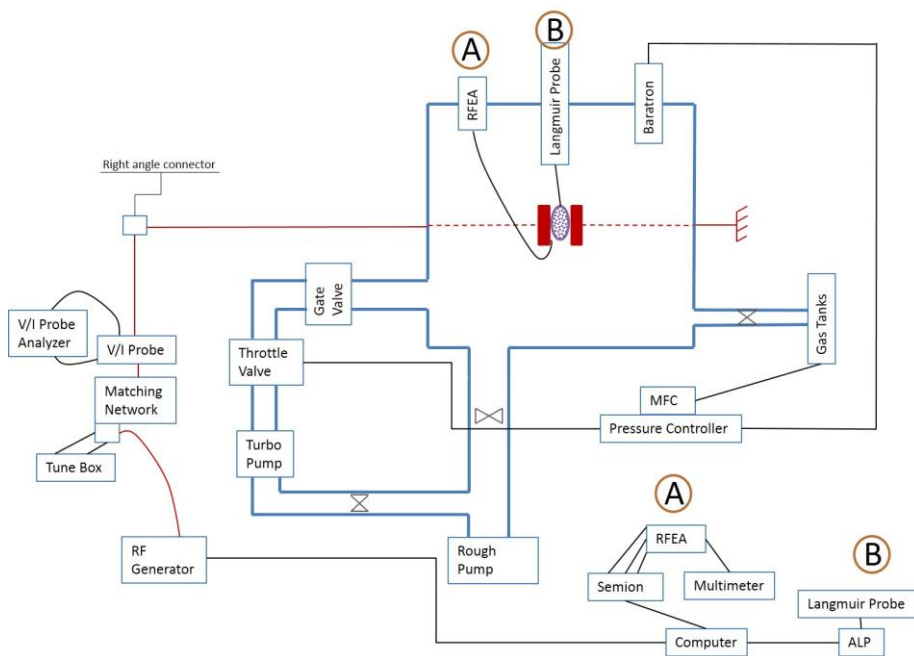 A
B
RFEA
Langmuir Probe
Baratron
Right angle connector
Gate
Valve
Gas Tanks
V/I Probe
Analyzer
V/I Probe
Throttle
Valve
Matching
Network
MFC
Pressure Controller
Turbo
Pump
Tune Box
A
RF
Generator
Rough
Pump
RFEA
B
Semion
Multimeter
Langmuir Probe
Computer
ALP